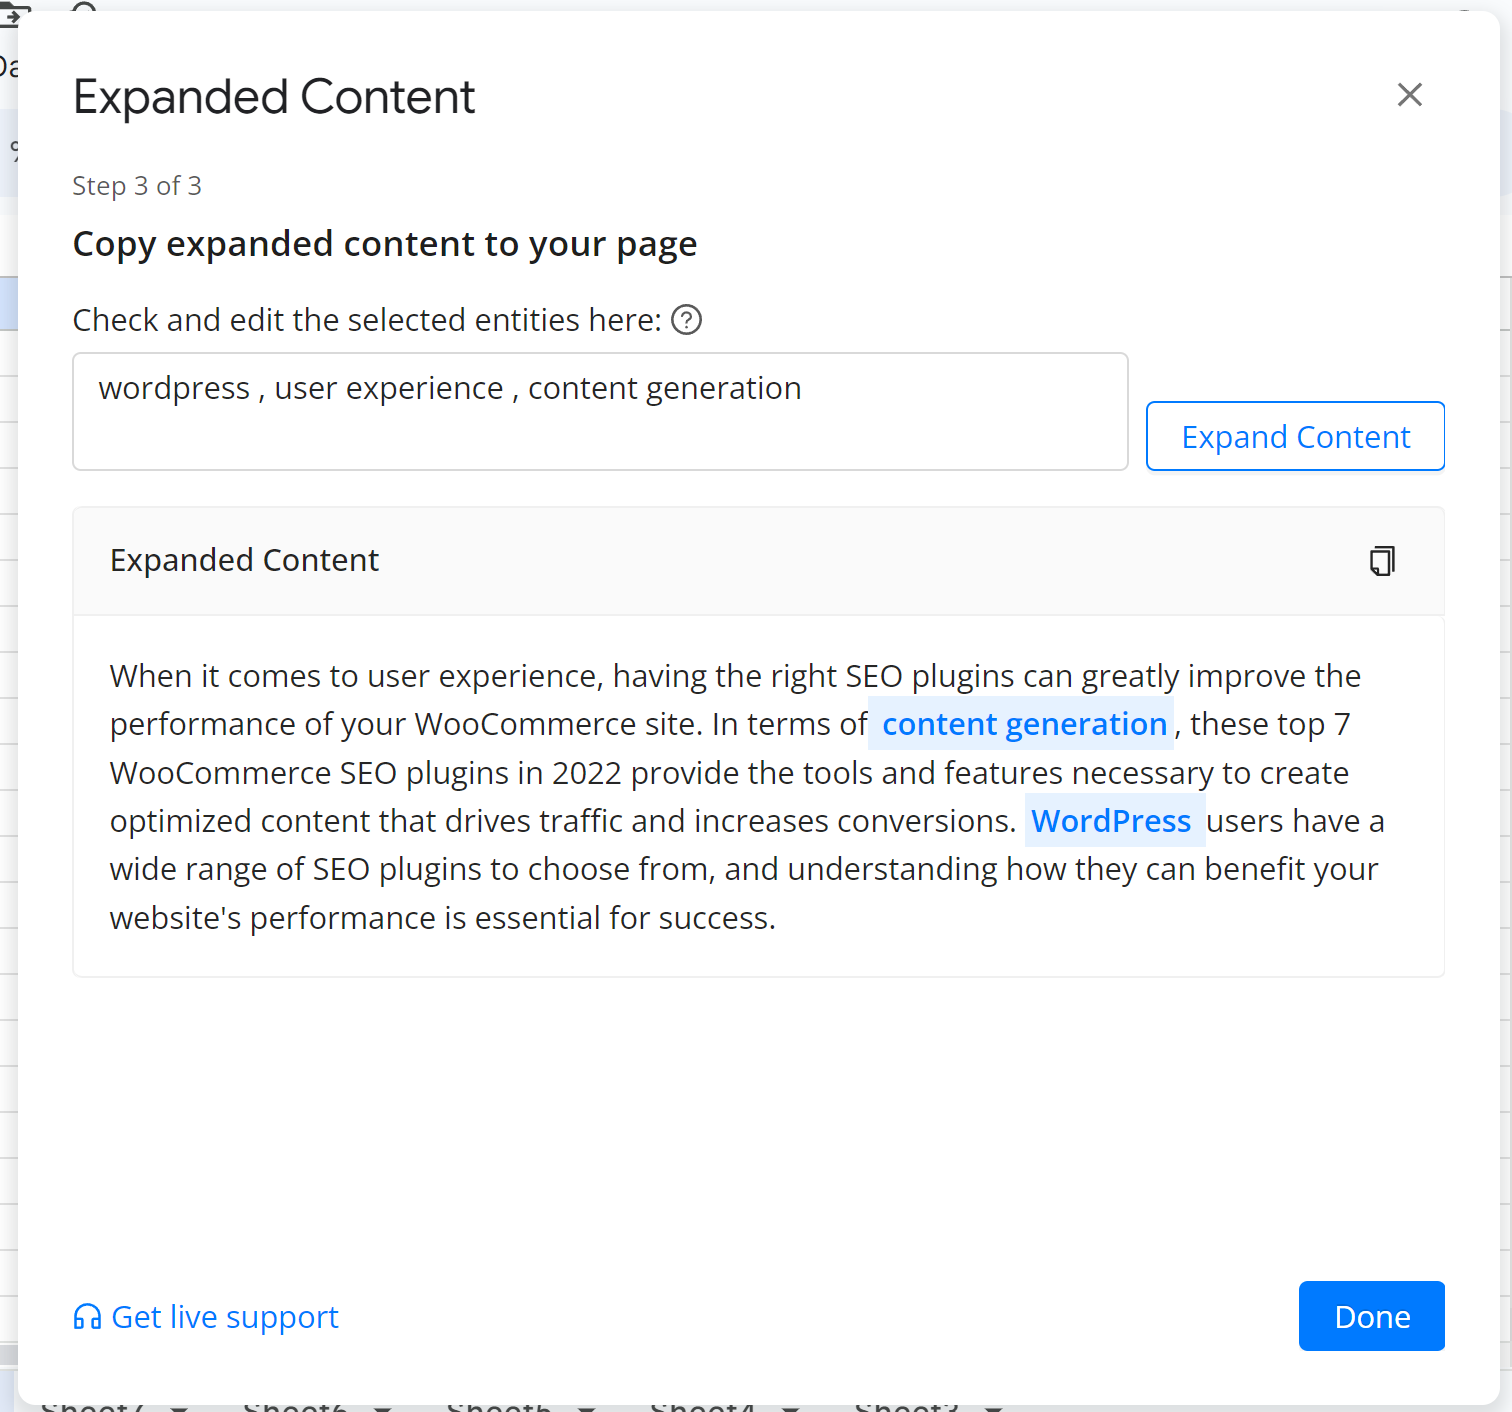 Expanded Content
Step 3 of 3
Copy expanded content to your page
Check and edit the selected entities here:
wordpress , user experience , content generation
Expand Content
Expanded Content
When it comes to user experience, having the right SEO plugins can greatly improve the
performance of your WooCommerce site. In terms of content generation, these top 7
WooCommerce SEO plugins in 2022 provide the tools and features necessary to create
optimized content that drives traffic and increases conversions. WordPress users have a
wide range of SEO plugins to choose from, and understanding how they can benefit your
website's performance is essential for success.
Get live support
Done
Sheet7 Sheet6 Sheet5 Sheet4 Sheet3